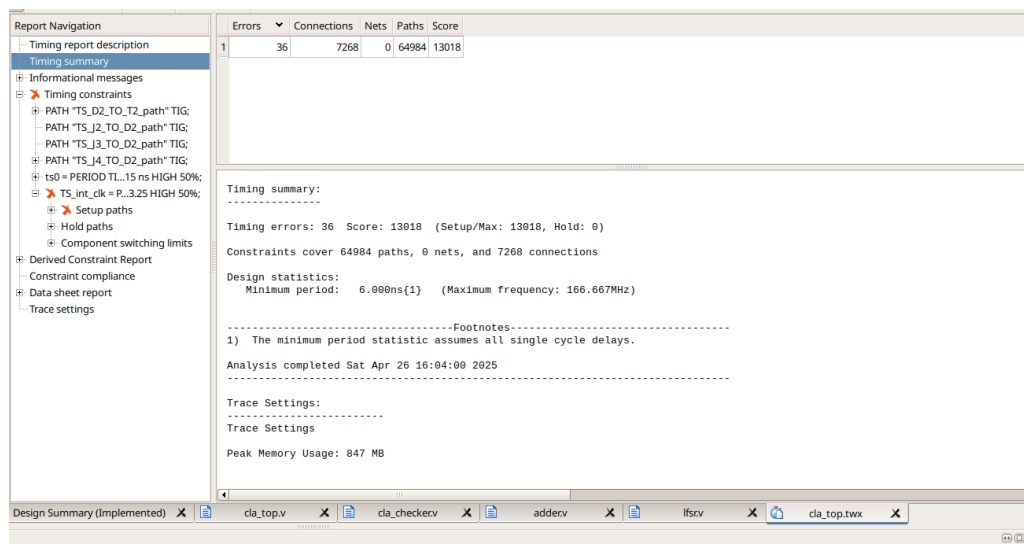 Report Navigation
Timing report description
Timing summary
Informational messages
Timing constraints
PATH "TS_D2_TO_T2_path" TIG;
PATH "TS_J2_TO_D2_path" TIG;
PATH "TS_J3_TO_D2_path" TIG;
PATH "TS_J4_TO_D2_path" TIG;
ts0 = PERIOD TI...15 ns HIGH 50%;
TS_int_clk = P...3.25 HIGH 50%;
Setup paths
Hold paths
Component switching limits
Derived Constraint Report
Constraint compliance
Data sheet report
Trace settings
Errors Connections Nets Paths Score
1 36 7268 0 64984 13018
Timing summary:
---------------
Timing errors: 36  Score: 13018  (Setup/Max: 13018, Hold: 0)
Constraints cover 64984 paths, 0 nets, and 7268 connections
Design statistics:
Minimum period:   6.000ns{1}   (Maximum frequency: 166.667MHz)
------------------------------------Footnotes-----------------------------------
1)  The minimum period statistic assumes all single cycle delays.
Analysis completed Sat Apr 26 16:04:00 2025
--------------------------------------------------------------------------------
Trace Settings:
-------------------------
Trace Settings
Peak Memory Usage: 847 MB
Design Summary (Implemented) cla_top.v cla_checker.v adder.v lfsr.v cla_top.twx